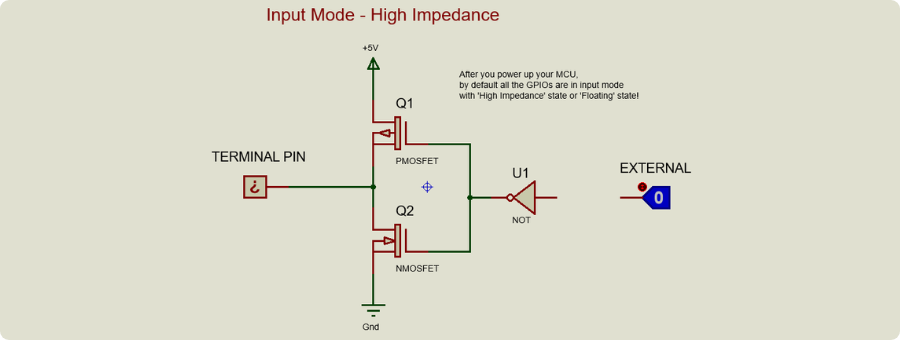 Input Mode - High Impedance
+5V
After you power up your MCU,
by default all the GPIOs are in input mode
with 'High Impedance' state or 'Floating' state!
Q1
PMOSFET
TERMINAL PIN
?
U1
NOT
EXTERNAL
0
Q2
NMOSFET
Gnd